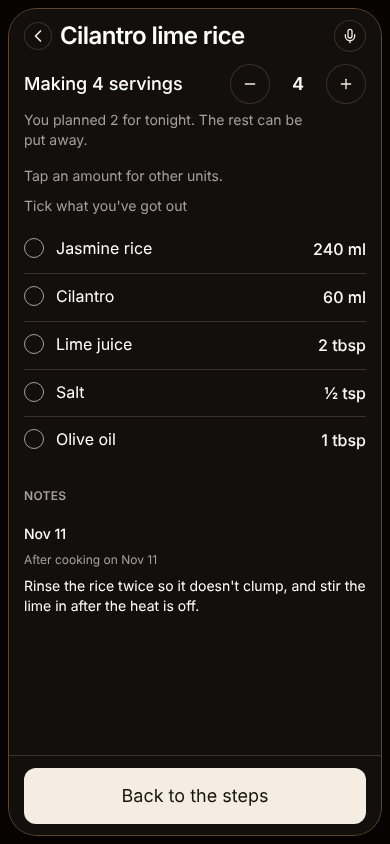 Cilantro lime rice
Making 4 servings
4
You planned 2 for tonight. The rest can be
put away.
Tap an amount for other units.
Tick what you've got out
Jasmine rice 240 ml
Cilantro 60 ml
Lime juice 2 tbsp
Salt ½ tsp
Olive oil 1 tbsp
NOTES
Nov 11
After cooking on Nov 11
Rinse the rice twice so it doesn't clump, and stir the
lime in after the heat is off.
Back to the steps